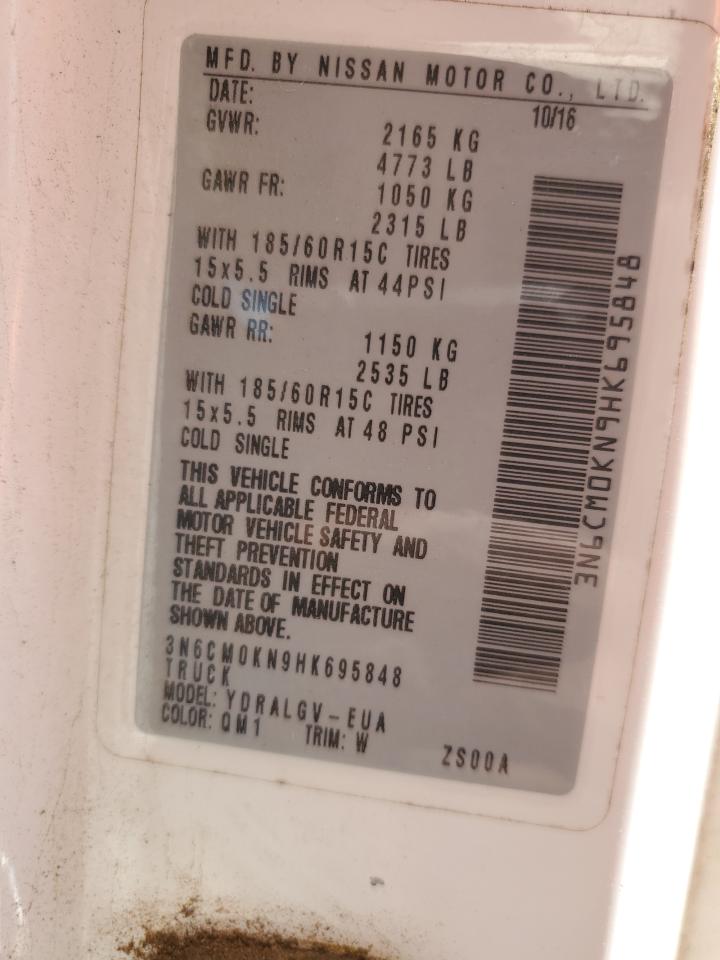 MFD. BY NISSAN MOTOR CO., LTD.
DATE: 10/16
GVWR: 2165 KG
4773 LB
GAWR FR: 1050 KG
2315 LB
WITH 185/60R15C TIRES
15x5.5 RIMS AT 44PSI
COLD SINGLE
GAWR RR: 1150 KG
2535 LB
WITH 185/60R15C TIRES
15x5.5 RIMS AT 48 PSI
COLD SINGLE
THIS VEHICLE CONFORMS TO
ALL APPLICABLE FEDERAL
MOTOR VEHICLE SAFETY AND
THEFT PREVENTION
STANDARDS IN EFFECT ON
THE DATE OF MANUFACTURE
SHOWN ABOVE.
3N6CM0KN9HK695848
TRUCK
MODEL: YDRALGV-EUA
COLOR: QM1 TRIM: W ZS00A
3N6CM0KN9HK695848